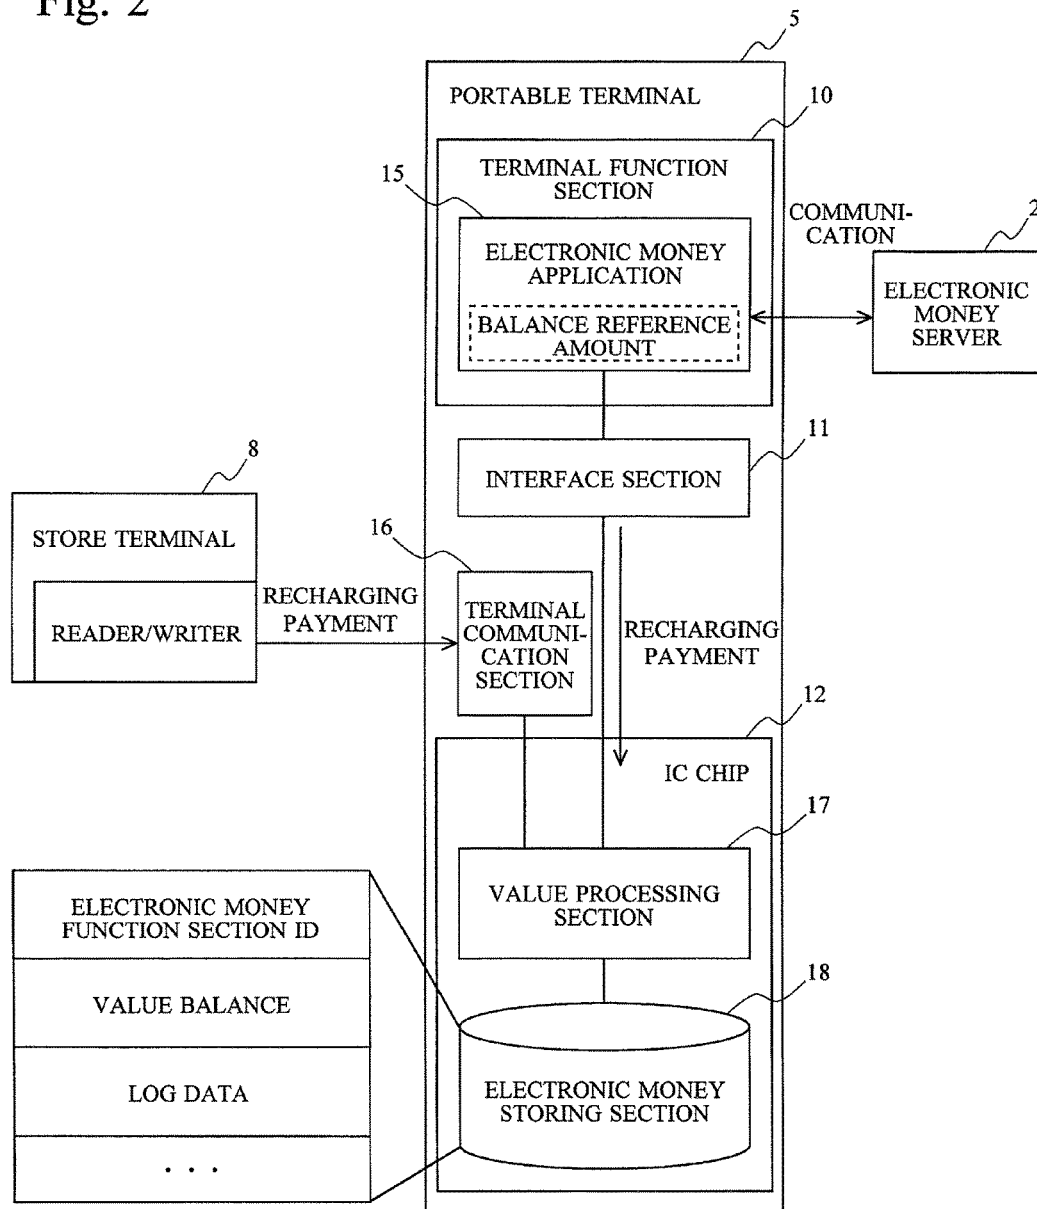 Fig. 2
5
PORTABLE TERMINAL
10
TERMINAL FUNCTION
SECTION
15
ELECTRONIC MONEY
APPLICATION
BALANCE REFERENCE
AMOUNT
COMMUNI-
CATION
2
ELECTRONIC
MONEY
SERVER
11
INTERFACE SECTION
8
STORE TERMINAL
READER/WRITER
RECHARGING
PAYMENT
16
TERMINAL
COMMUNI-
CATION
SECTION
RECHARGING
PAYMENT
12
IC CHIP
17
VALUE PROCESSING
SECTION
18
ELECTRONIC MONEY
STORING SECTION
ELECTRONIC MONEY
FUNCTION SECTION ID
VALUE BALANCE
LOG DATA
. . .